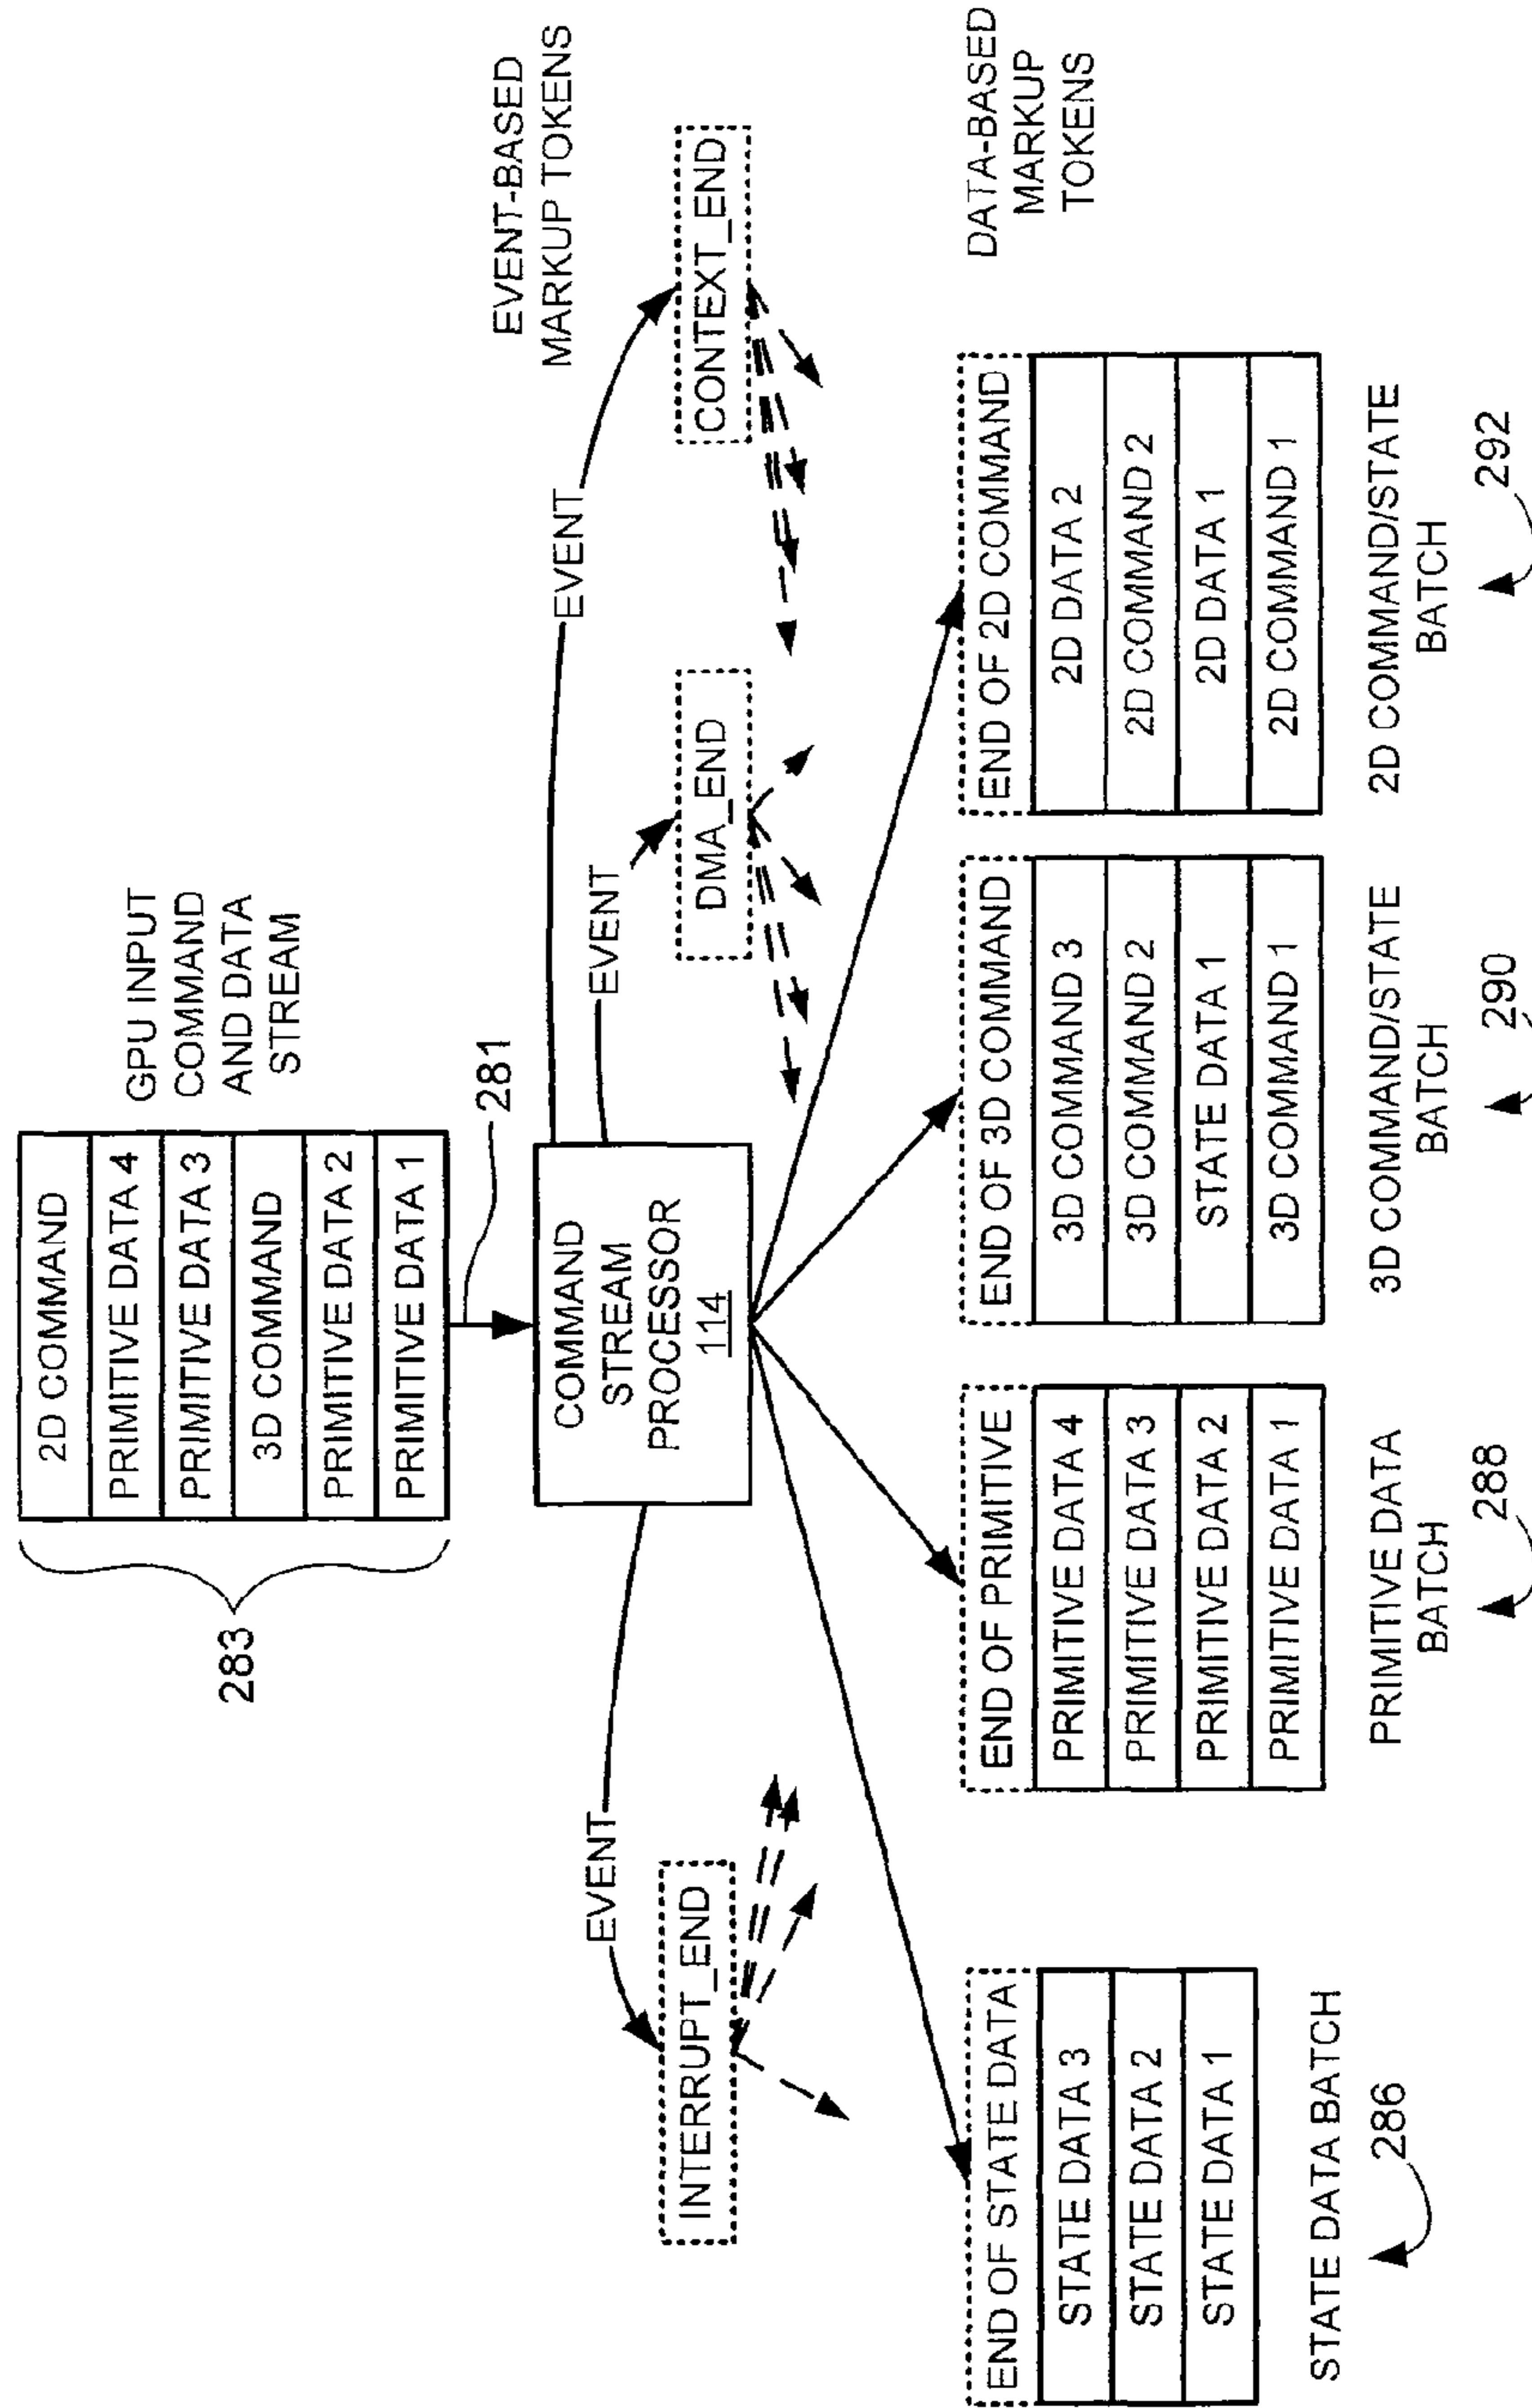 2D COMMAND
PRIMITIVE DATA 4
PRIMITIVE DATA 3
3D COMMAND
PRIMITIVE DATA 2
PRIMITIVE DATA 1
283
GPU INPUT
COMMAND
AND DATA
STREAM
281
COMMAND
STREAM
PROCESSOR
114
EVENT
EVENT
EVENT
EVENT-BASED
MARKUP TOKENS
INTERRUPT_END
DMA_END
CONTEXT_END
DATA-BASED
MARKUP
TOKENS
END OF STATE DATA
STATE DATA 3
STATE DATA 2
STATE DATA 1
STATE DATA BATCH
286
END OF PRIMITIVE
PRIMITIVE DATA 4
PRIMITIVE DATA 3
PRIMITIVE DATA 2
PRIMITIVE DATA 1
PRIMITIVE DATA
BATCH
288
END OF 3D COMMAND
3D COMMAND 3
3D COMMAND 2
STATE DATA 1
3D COMMAND 1
3D COMMAND/STATE
BATCH
290
END OF 2D COMMAND
2D DATA 2
2D COMMAND 2
2D DATA 1
2D COMMAND 1
2D COMMAND/STATE
BATCH
292